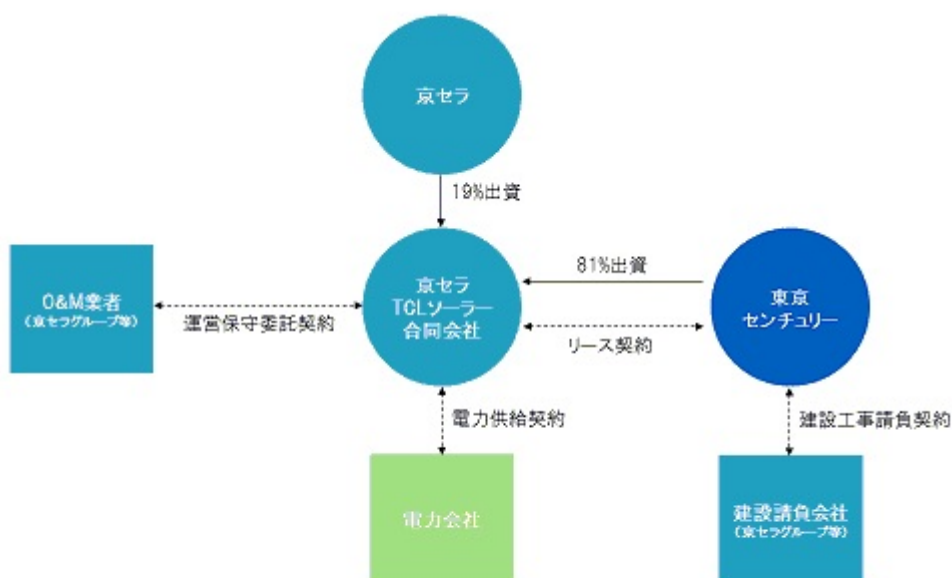 京セラ
19%出資
京セラ
TCLソーラー
合同会社
81%出資
東京
センチュリー
O&M業者
(京セラグループ等)
運営保守委託契約
リース契約
電力供給契約
建設工事請負契約
電力会社
建設請負会社
(京セラグループ等)